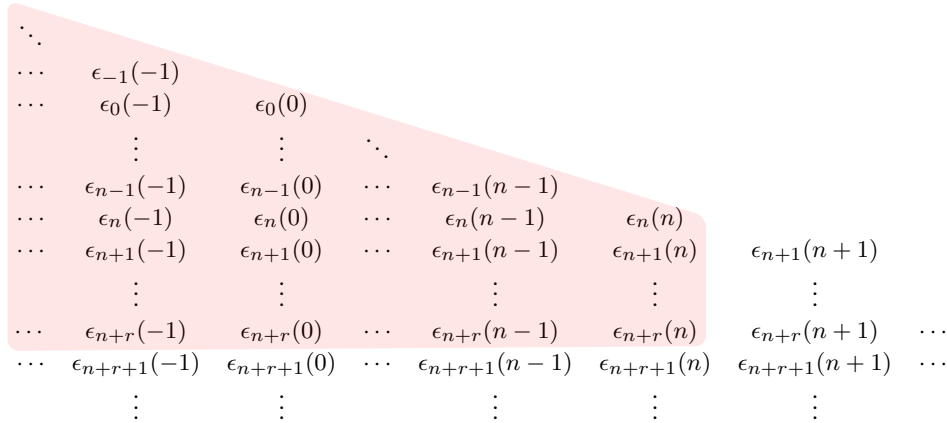 ⋱
⋯ ϵ₋₁(−1)
⋯ ϵ₀(−1) ϵ₀(0)
⋮ ⋮ ⋱
⋯ ϵₙ₋₁(−1) ϵₙ₋₁(0) ⋯ ϵₙ₋₁(n − 1)
⋯ ϵₙ(−1) ϵₙ(0) ⋯ ϵₙ(n − 1) ϵₙ(n)
⋯ ϵₙ₊₁(−1) ϵₙ₊₁(0) ⋯ ϵₙ₊₁(n − 1) ϵₙ₊₁(n) ϵₙ₊₁(n + 1)
⋮ ⋮ ⋮ ⋮ ⋮
⋯ ϵₙ₊ᵣ(−1) ϵₙ₊ᵣ(0) ⋯ ϵₙ₊ᵣ(n − 1) ϵₙ₊ᵣ(n) ϵₙ₊ᵣ(n + 1) ⋯
⋯ ϵₙ₊ᵣ₊₁(−1) ϵₙ₊ᵣ₊₁(0) ⋯ ϵₙ₊ᵣ₊₁(n − 1) ϵₙ₊ᵣ₊₁(n) ϵₙ₊ᵣ₊₁(n + 1) ⋯
⋮ ⋮ ⋮ ⋮ ⋮